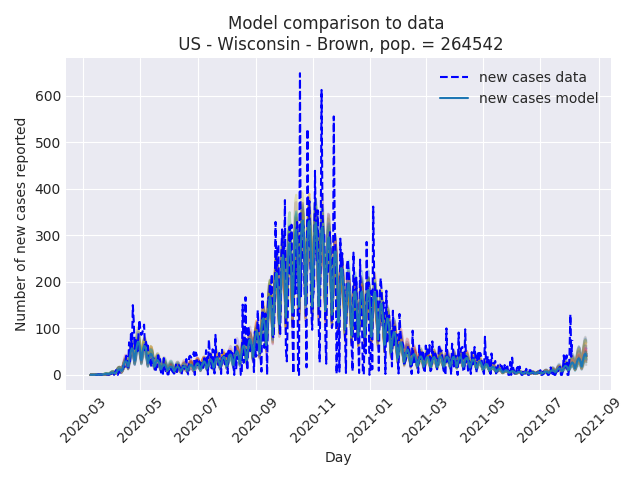 Model comparison to data
US - Wisconsin - Brown, pop. = 264542
new cases data
new cases model
Number of new cases reported
600
500
400
300
200
100
0
2020-03
2020-05
2020-07
2020-09
2020-11
2021-01
2021-03
2021-05
2021-07
2021-09
Day